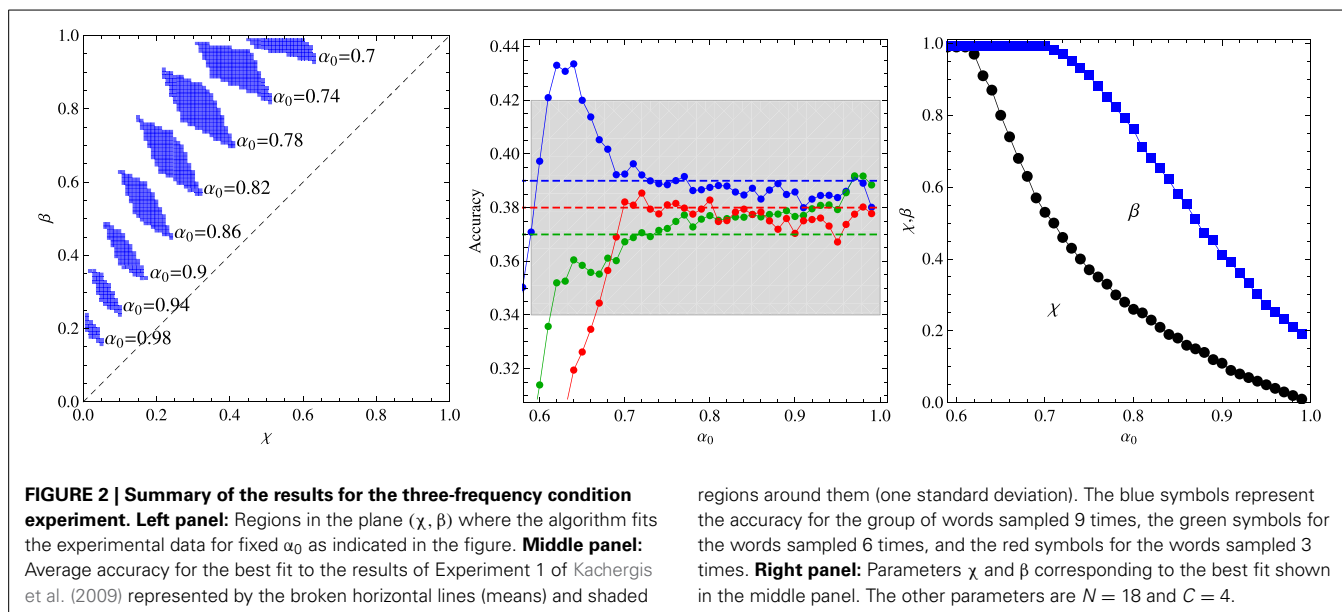 1.0
0.8
0.6
β
0.4
0.2
0.0
0.0 0.2 0.4 0.6 0.8 1.0
χ
α0=0.7
α0=0.74
α0=0.78
α0=0.82
α0=0.86
α0=0.9
α0=0.94
α0=0.98
0.44
0.42
0.40
Accuracy
0.38
0.36
0.34
0.32
0.6 0.7 0.8 0.9 1.0
α0
1.0
0.8
0.6
χ,β
0.4
0.2
0.0
β
χ
0.6 0.7 0.8 0.9 1.0
α0
FIGURE 2 | Summary of the results for the three-frequency condition
experiment. Left panel: Regions in the plane (χ, β) where the algorithm fits
the experimental data for fixed α0 as indicated in the figure. Middle panel:
Average accuracy for the best fit to the results of Experiment 1 of Kachergis
et al. (2009) represented by the broken horizontal lines (means) and shaded
regions around them (one standard deviation). The blue symbols represent
the accuracy for the group of words sampled 9 times, the green symbols for
the words sampled 6 times, and the red symbols for the words sampled 3
times. Right panel: Parameters χ and β corresponding to the best fit shown
in the middle panel. The other parameters are N = 18 and C = 4.